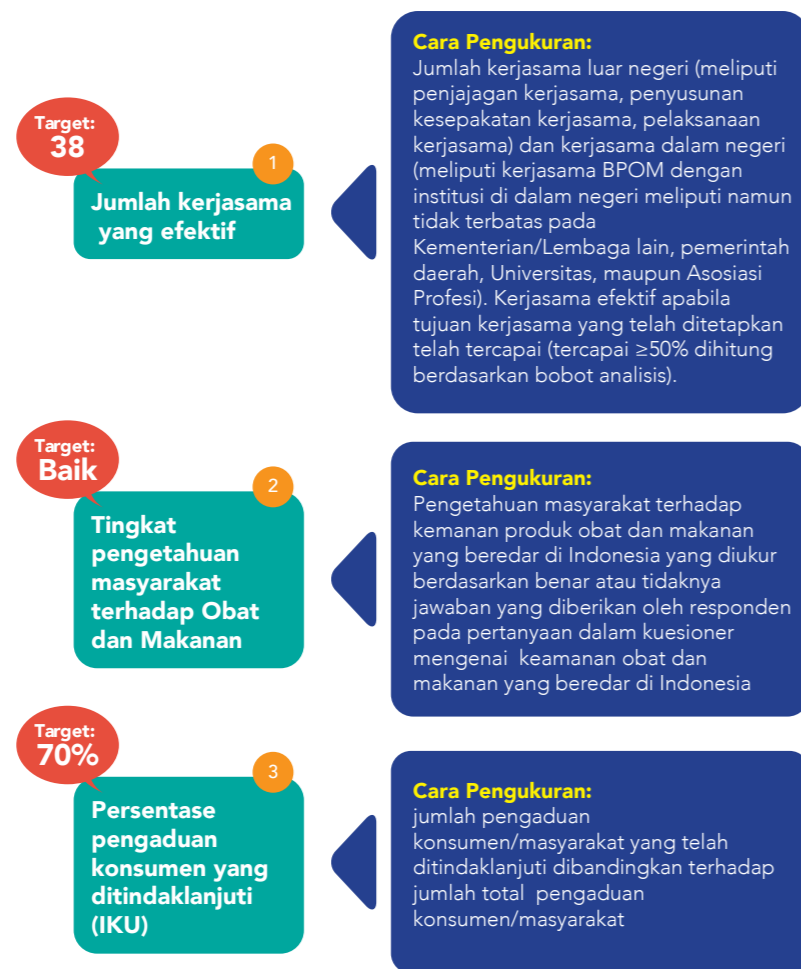 Target:
38
1
Jumlah kerjasama
yang efektif
Cara Pengukuran:
Jumlah kerjasama luar negeri (meliputi
penjajagan kerjasama, penyusunan
kesepakatan kerjasama, pelaksanaan
kerjasama) dan kerjasama dalam negeri
(meliputi kerjasama BPOM dengan
institusi di dalam negeri meliputi namun
tidak terbatas pada
Kementerian/Lembaga lain, pemerintah
daerah, Universitas, maupun Asosiasi
Profesi). Kerjasama efektif apabila
tujuan kerjasama yang telah ditetapkan
telah tercapai (tercapai ≥50% dihitung
berdasarkan bobot analisis).
Target:
Baik
2
Tingkat
pengetahuan
masyarakat
terhadap Obat
dan Makanan
Cara Pengukuran:
Pengetahuan masyarakat terhadap
kemanan produk obat dan makanan
yang beredar di Indonesia yang diukur
berdasarkan benar atau tidaknya
jawaban yang diberikan oleh responden
pada pertanyaan dalam kuesioner
mengenai keamanan obat dan
makanan yang beredar di Indonesia
Target:
70%
3
Persentase
pengaduan
konsumen yang
ditindaklanjuti
(IKU)
Cara Pengukuran:
jumlah pengaduan
konsumen/masyarakat yang telah
ditindaklanjuti dibandingkan terhadap
jumlah total pengaduan
konsumen/masyarakat